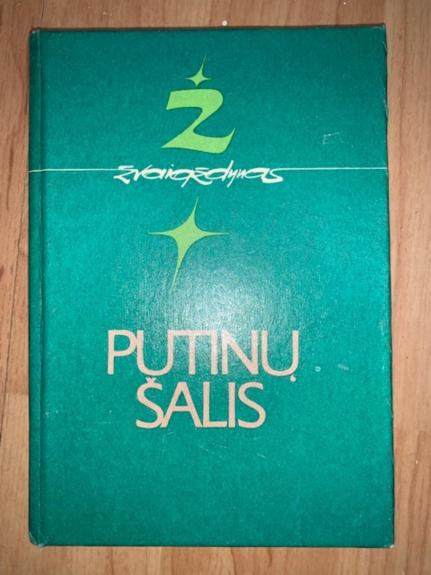 Ž
žvaigždynas
PUTINŲ
ŠALIS